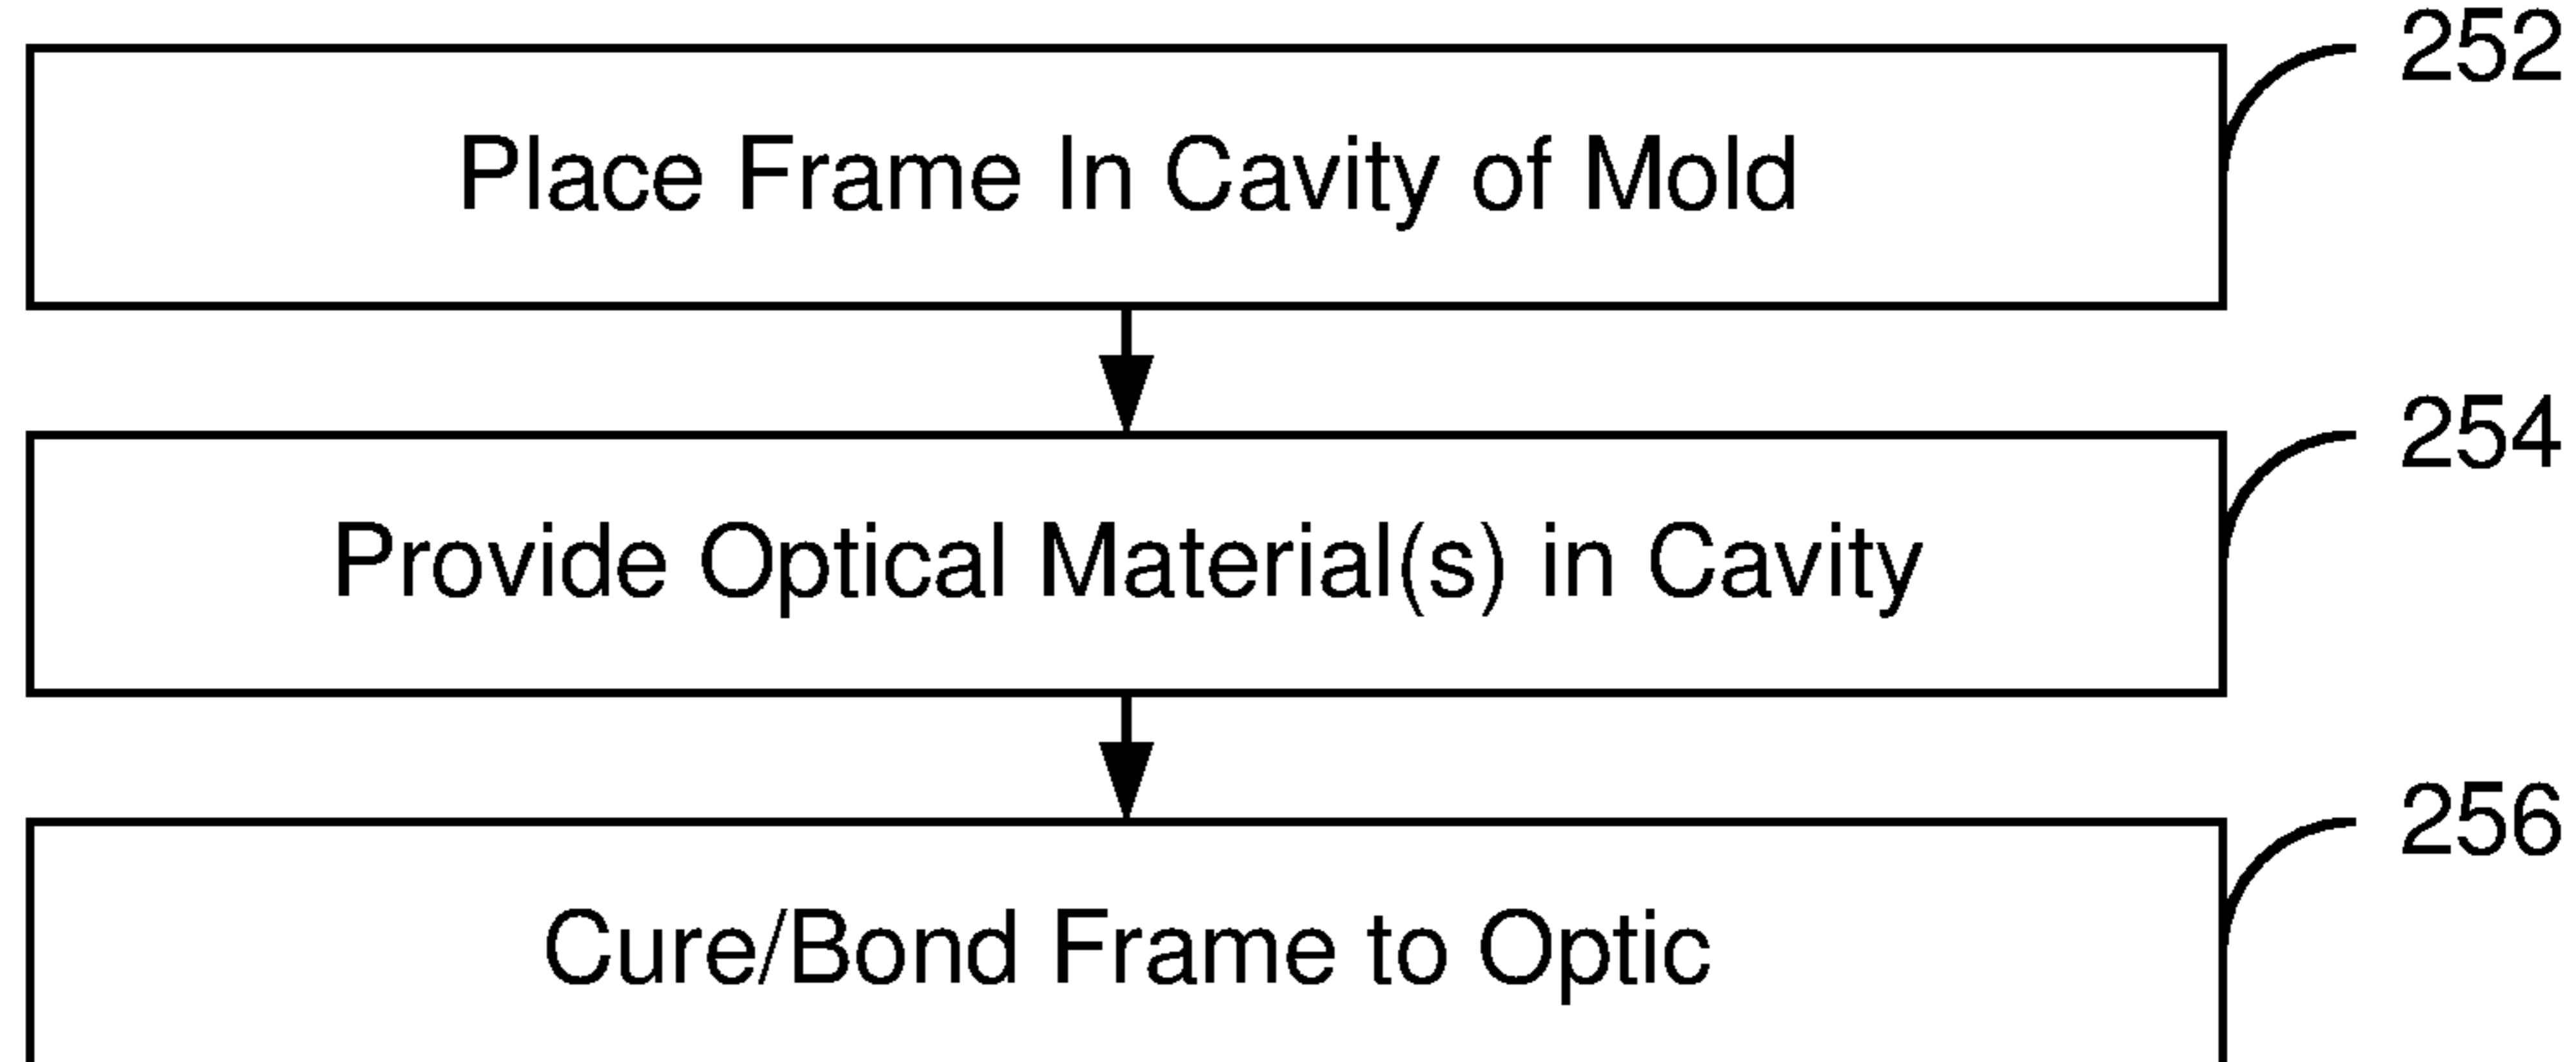 252
Place Frame In Cavity of Mold
254
Provide Optical Material(s) in Cavity
256
Cure/Bond Frame to Optic